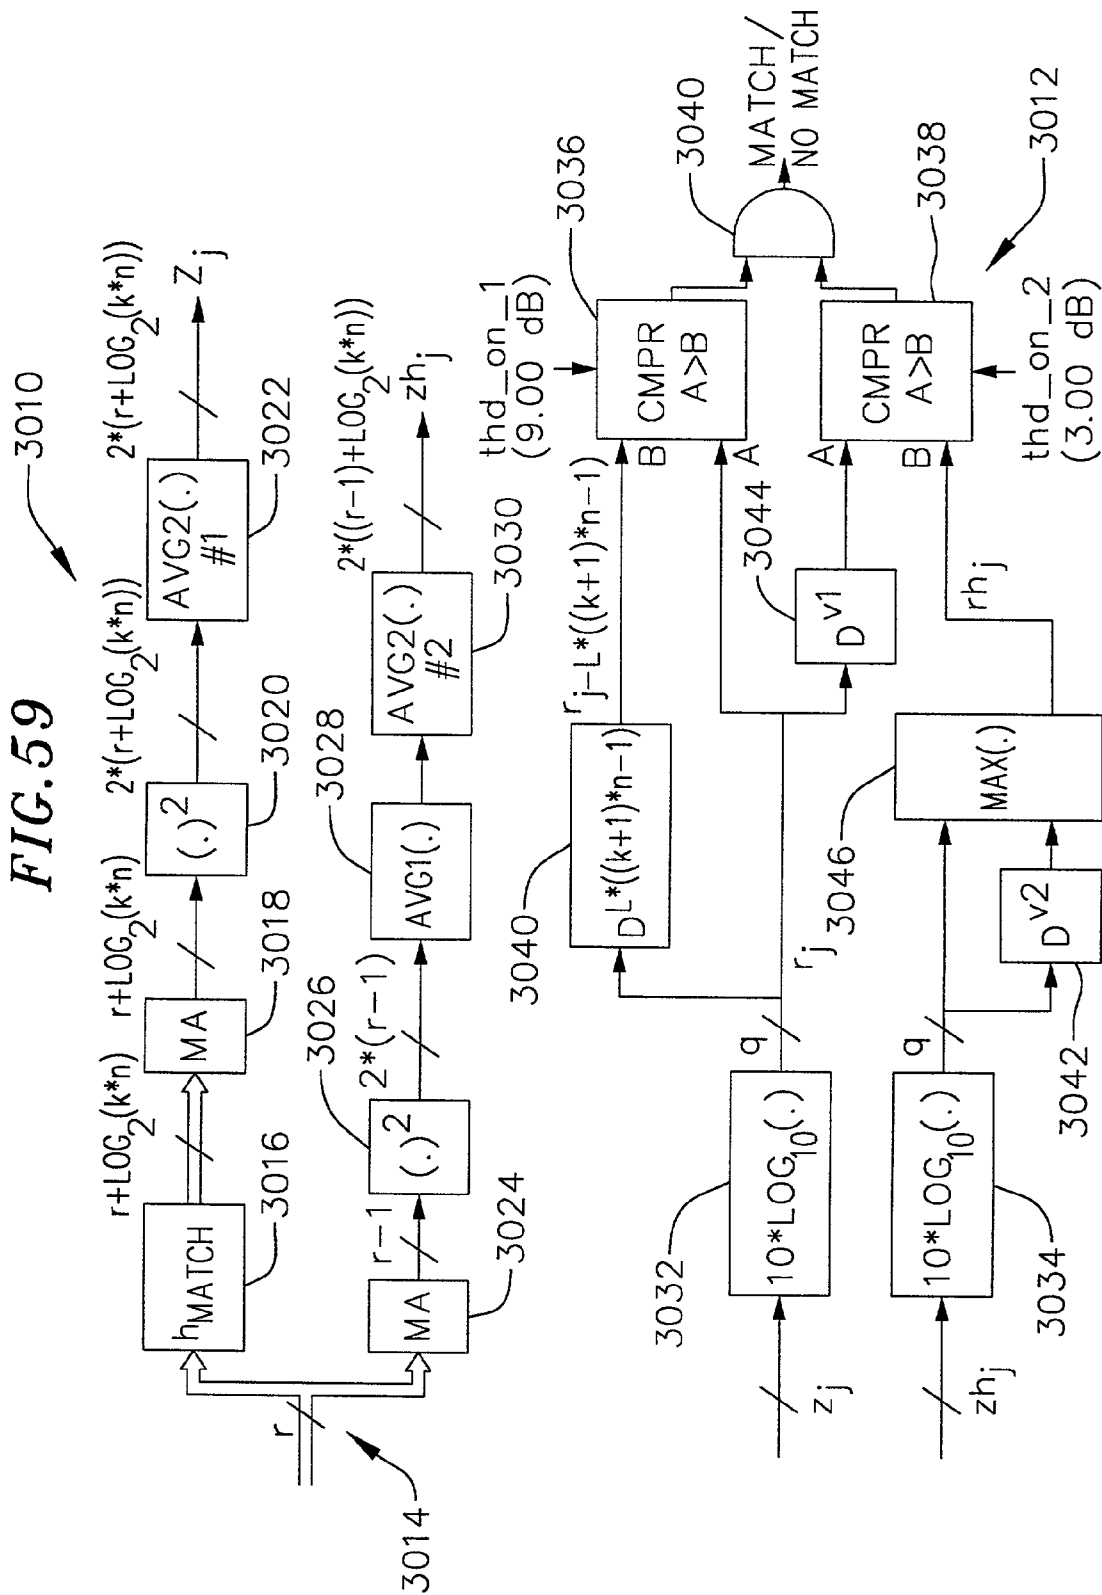 FIG.59
3010
r+LOG2(k*n)
r+LOG2(k*n)
2*(r+LOG2(k*n))
2*(r+LOG2(k*n))
hMATCH
MA
(.)²
AVG2(.)
#1
Zj
3016
3018
3020
3022
r
3014
MA
r-1
(.)²
2*(r-1)
AVG1(.)
AVG2(.)
#2
2*((r-1)+LOG2(k*n))
zhj
3024
3026
3028
3030
zj
10*LOG10(.)
3032
q
rj
3040
D^L*((k+1)*n-1)
rj-L*((k+1)*n-1)
thd_on_1
(9.00 dB)
B
A
CMPR
A>B
3036
3044
D^v1
3040
MATCH/
NO MATCH
zhj
10*LOG10(.)
3034
q
3042
D^v2
3046
MAX(.)
rhj
A
B
CMPR
A>B
3038
thd_on_2
(3.00 dB)
3012